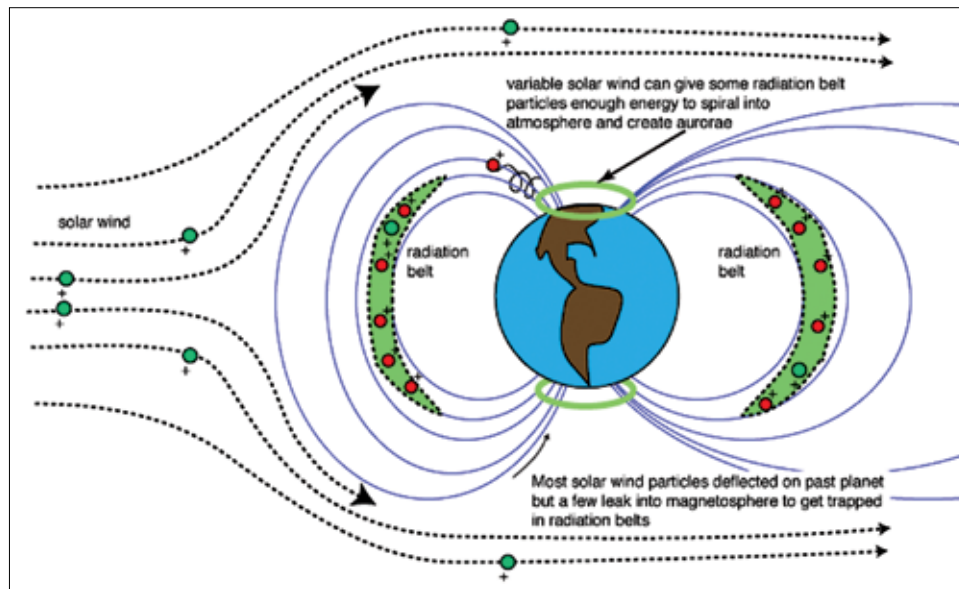 variable solar wind can give some radiation belt
particles enough energy to spiral into
atmosphere and create aurorae
solar wind
radiation
belt
radiation
belt
Most solar wind particles deflected on past planet
but a few leak into magnetosphere to get trapped
in radiation belts